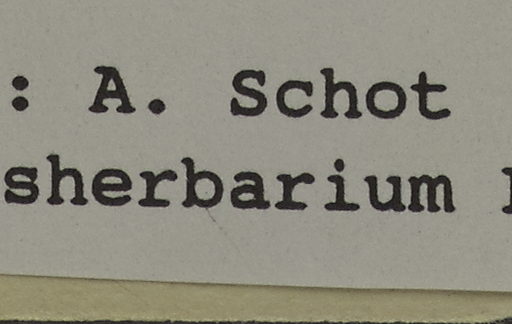 : A. Schot
sherbarium